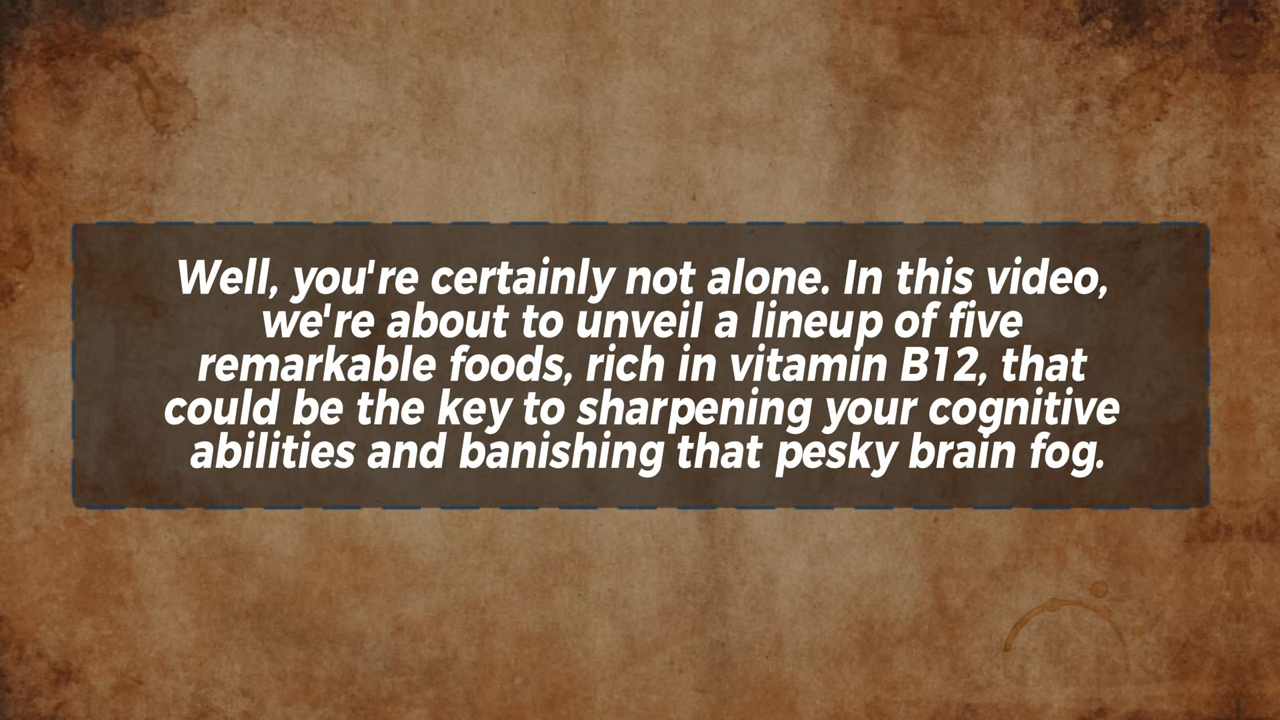 Well, you're certainly not alone. In this video,
we're about to unveil a lineup of five
remarkable foods, rich in vitamin B12, that
could be the key to sharpening your cognitive
abilities and banishing that pesky brain fog.